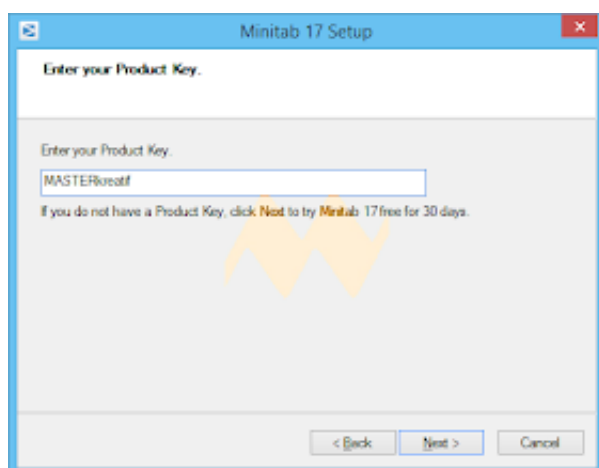 Minitab 17 Setup
Enter your Product Key.
Enter your Product Key.
MASTERkreatif
If you do not have a Product Key, click Next to try Minitab 17 free for 30 days.
< Back Next > Cancel